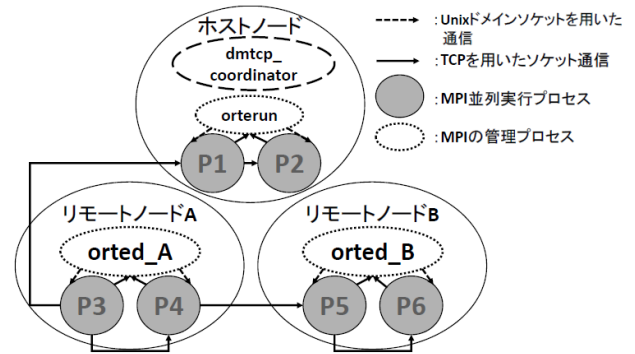 ホストノード
dmtcp_
coordinator
orterun
P1
P2
:Unixドメインソケットを用いた
通信
:TCPを用いたソケット通信
:MPI並列実行プロセス
:MPIの管理プロセス
リモートノードA
orted_A
P3
P4
リモートノードB
orted_B
P5
P6